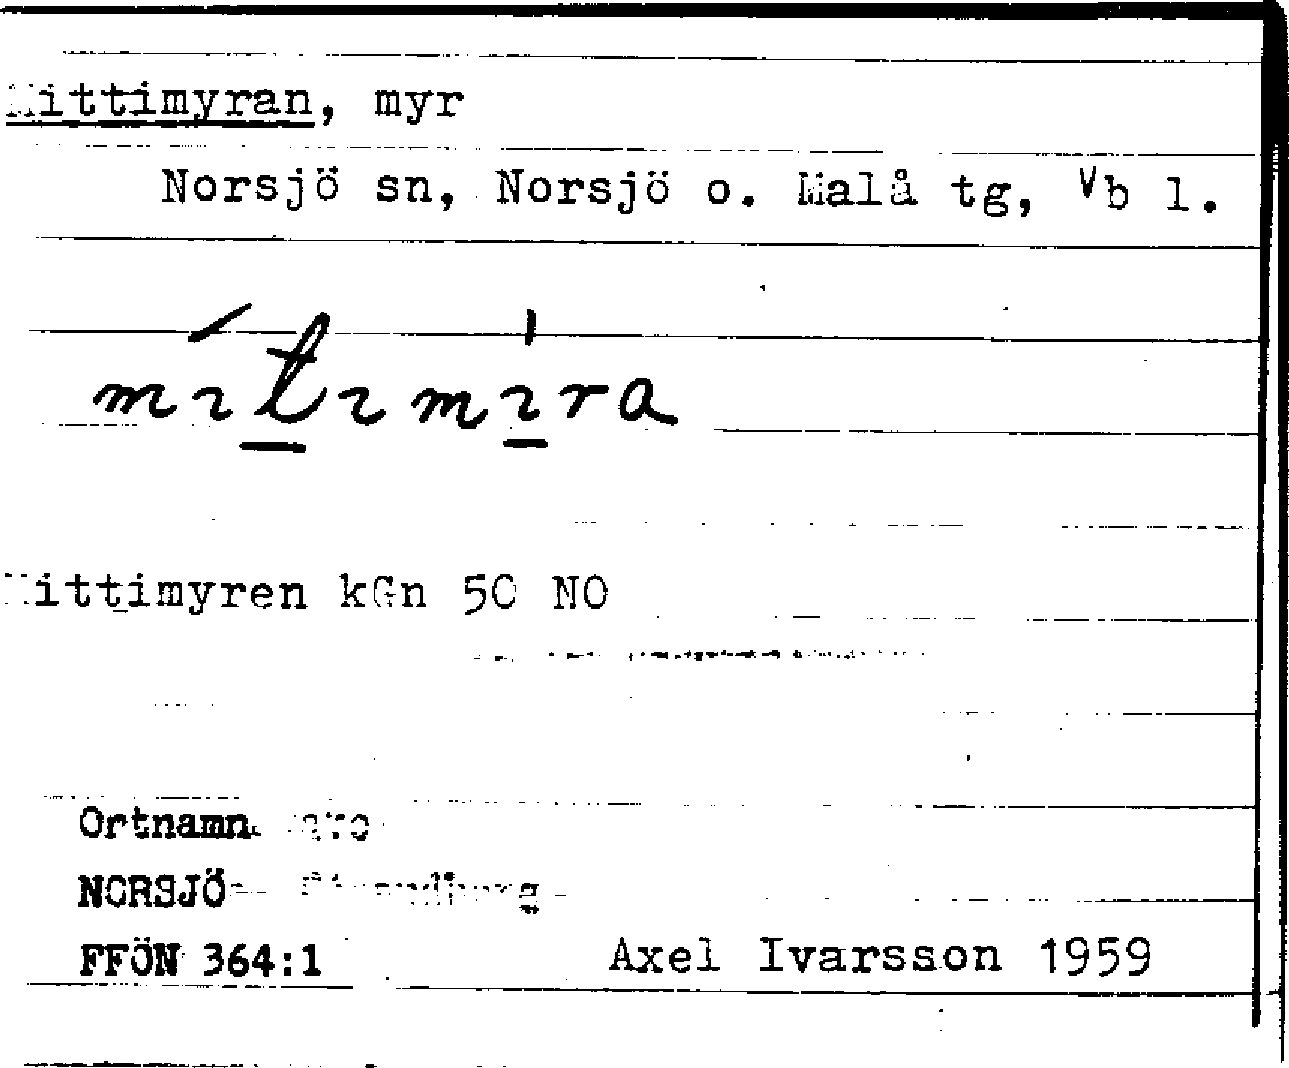 Mittimyran, myr
Norsjö sn, Norsjö o. Malå tg, Vb l.
mɩtɩmɩra
Mittimyren kGn 50 NO
Ortnamn
NORSJÖ
FFÖN 364:1 Axel Ivarsson 1959